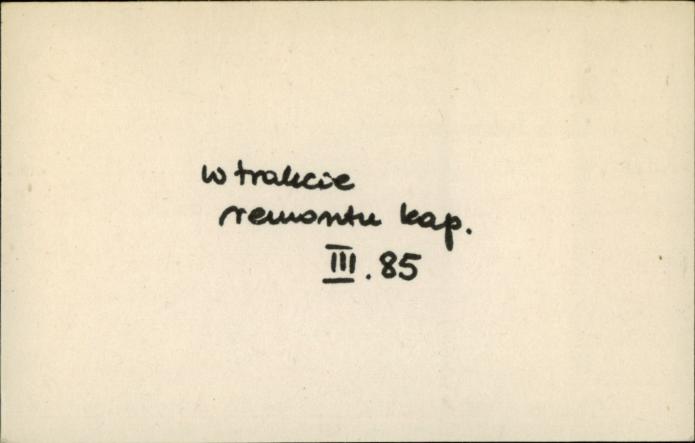 w trakcie
remontu kap.
III. 85